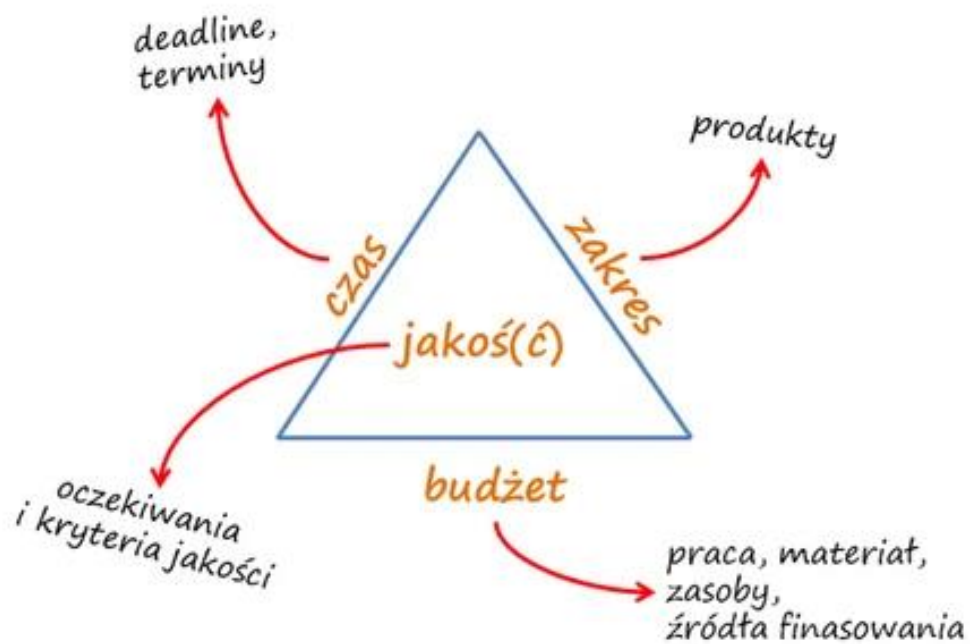 deadline,
terminy
produkty
czas
zakres
jakoś(ć)
budżet
oczekiwania
i kryteria jakości
praca, materiał,
zasoby,
źródła finasowania